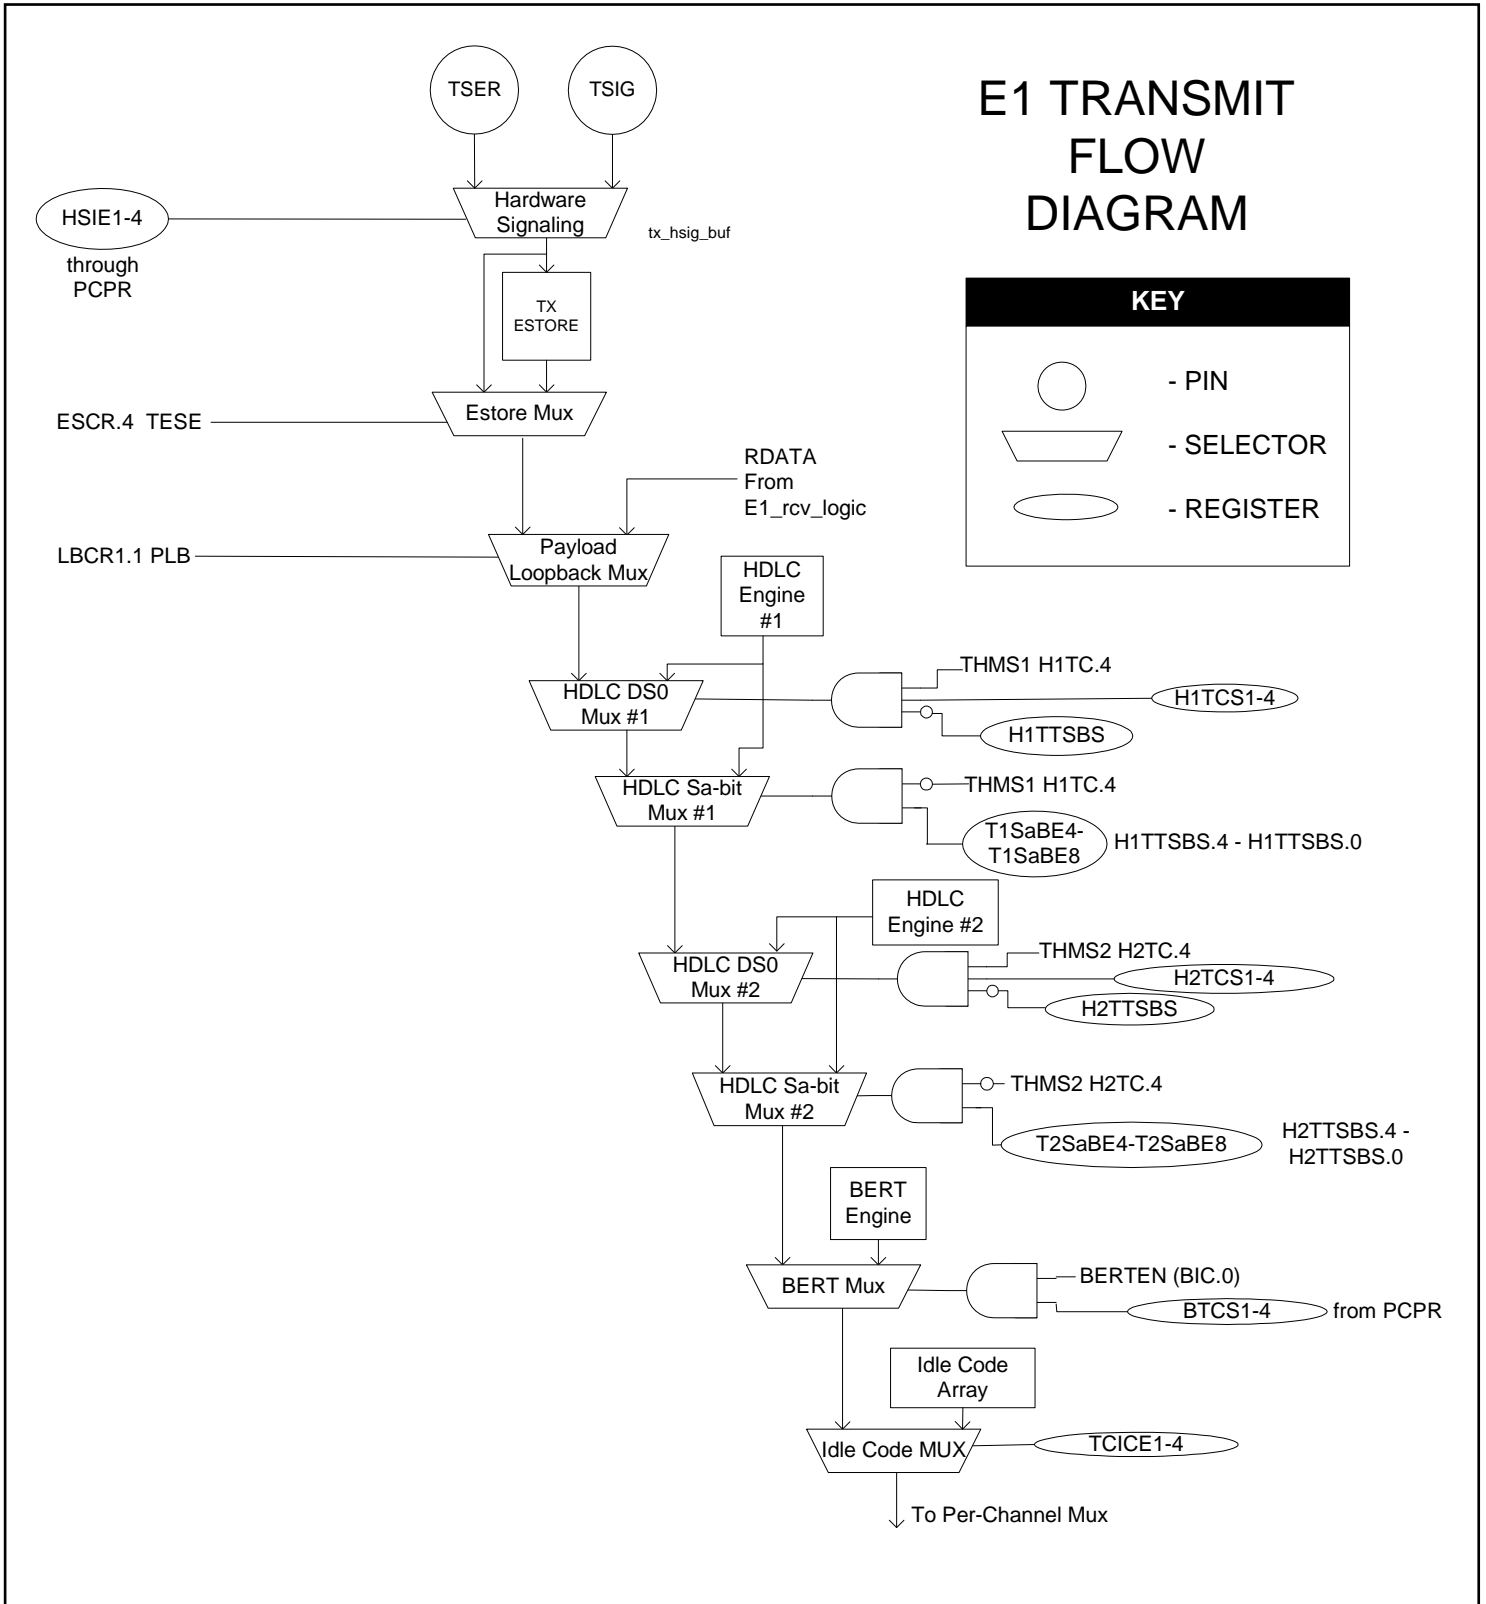 TSER
TSIG
E1 TRANSMIT
FLOW
DIAGRAM
Hardware
Signaling
HSIE1-4
tx_hsig_buf
through
PCPR
KEY
TX
ESTORE
- PIN
Estore Mux
ESCR.4 TESE
- SELECTOR
RDATA
From
E1_rcv_logic
- REGISTER
Payload
Loopback Mux
LBCR1.1 PLB
HDLC
Engine
#1
THMS1 H1TC.4
HDLC DS0
Mux #1
H1TCS1-4
H1TTSBS
HDLC Sa-bit
Mux #1
THMS1 H1TC.4
T1SaBE4-
T1SaBE8
H1TTSBS.4 - H1TTSBS.0
HDLC
Engine #2
THMS2 H2TC.4
HDLC DS0
Mux #2
H2TCS1-4
H2TTSBS
HDLC Sa-bit
Mux #2
THMS2 H2TC.4
T2SaBE4-T2SaBE8
H2TTSBS.4 -
H2TTSBS.0
BERT
Engine
BERT Mux
BERTEN (BIC.0)
BTCS1-4
from PCPR
Idle Code
Array
Idle Code MUX
TCICE1-4
To Per-Channel Mux